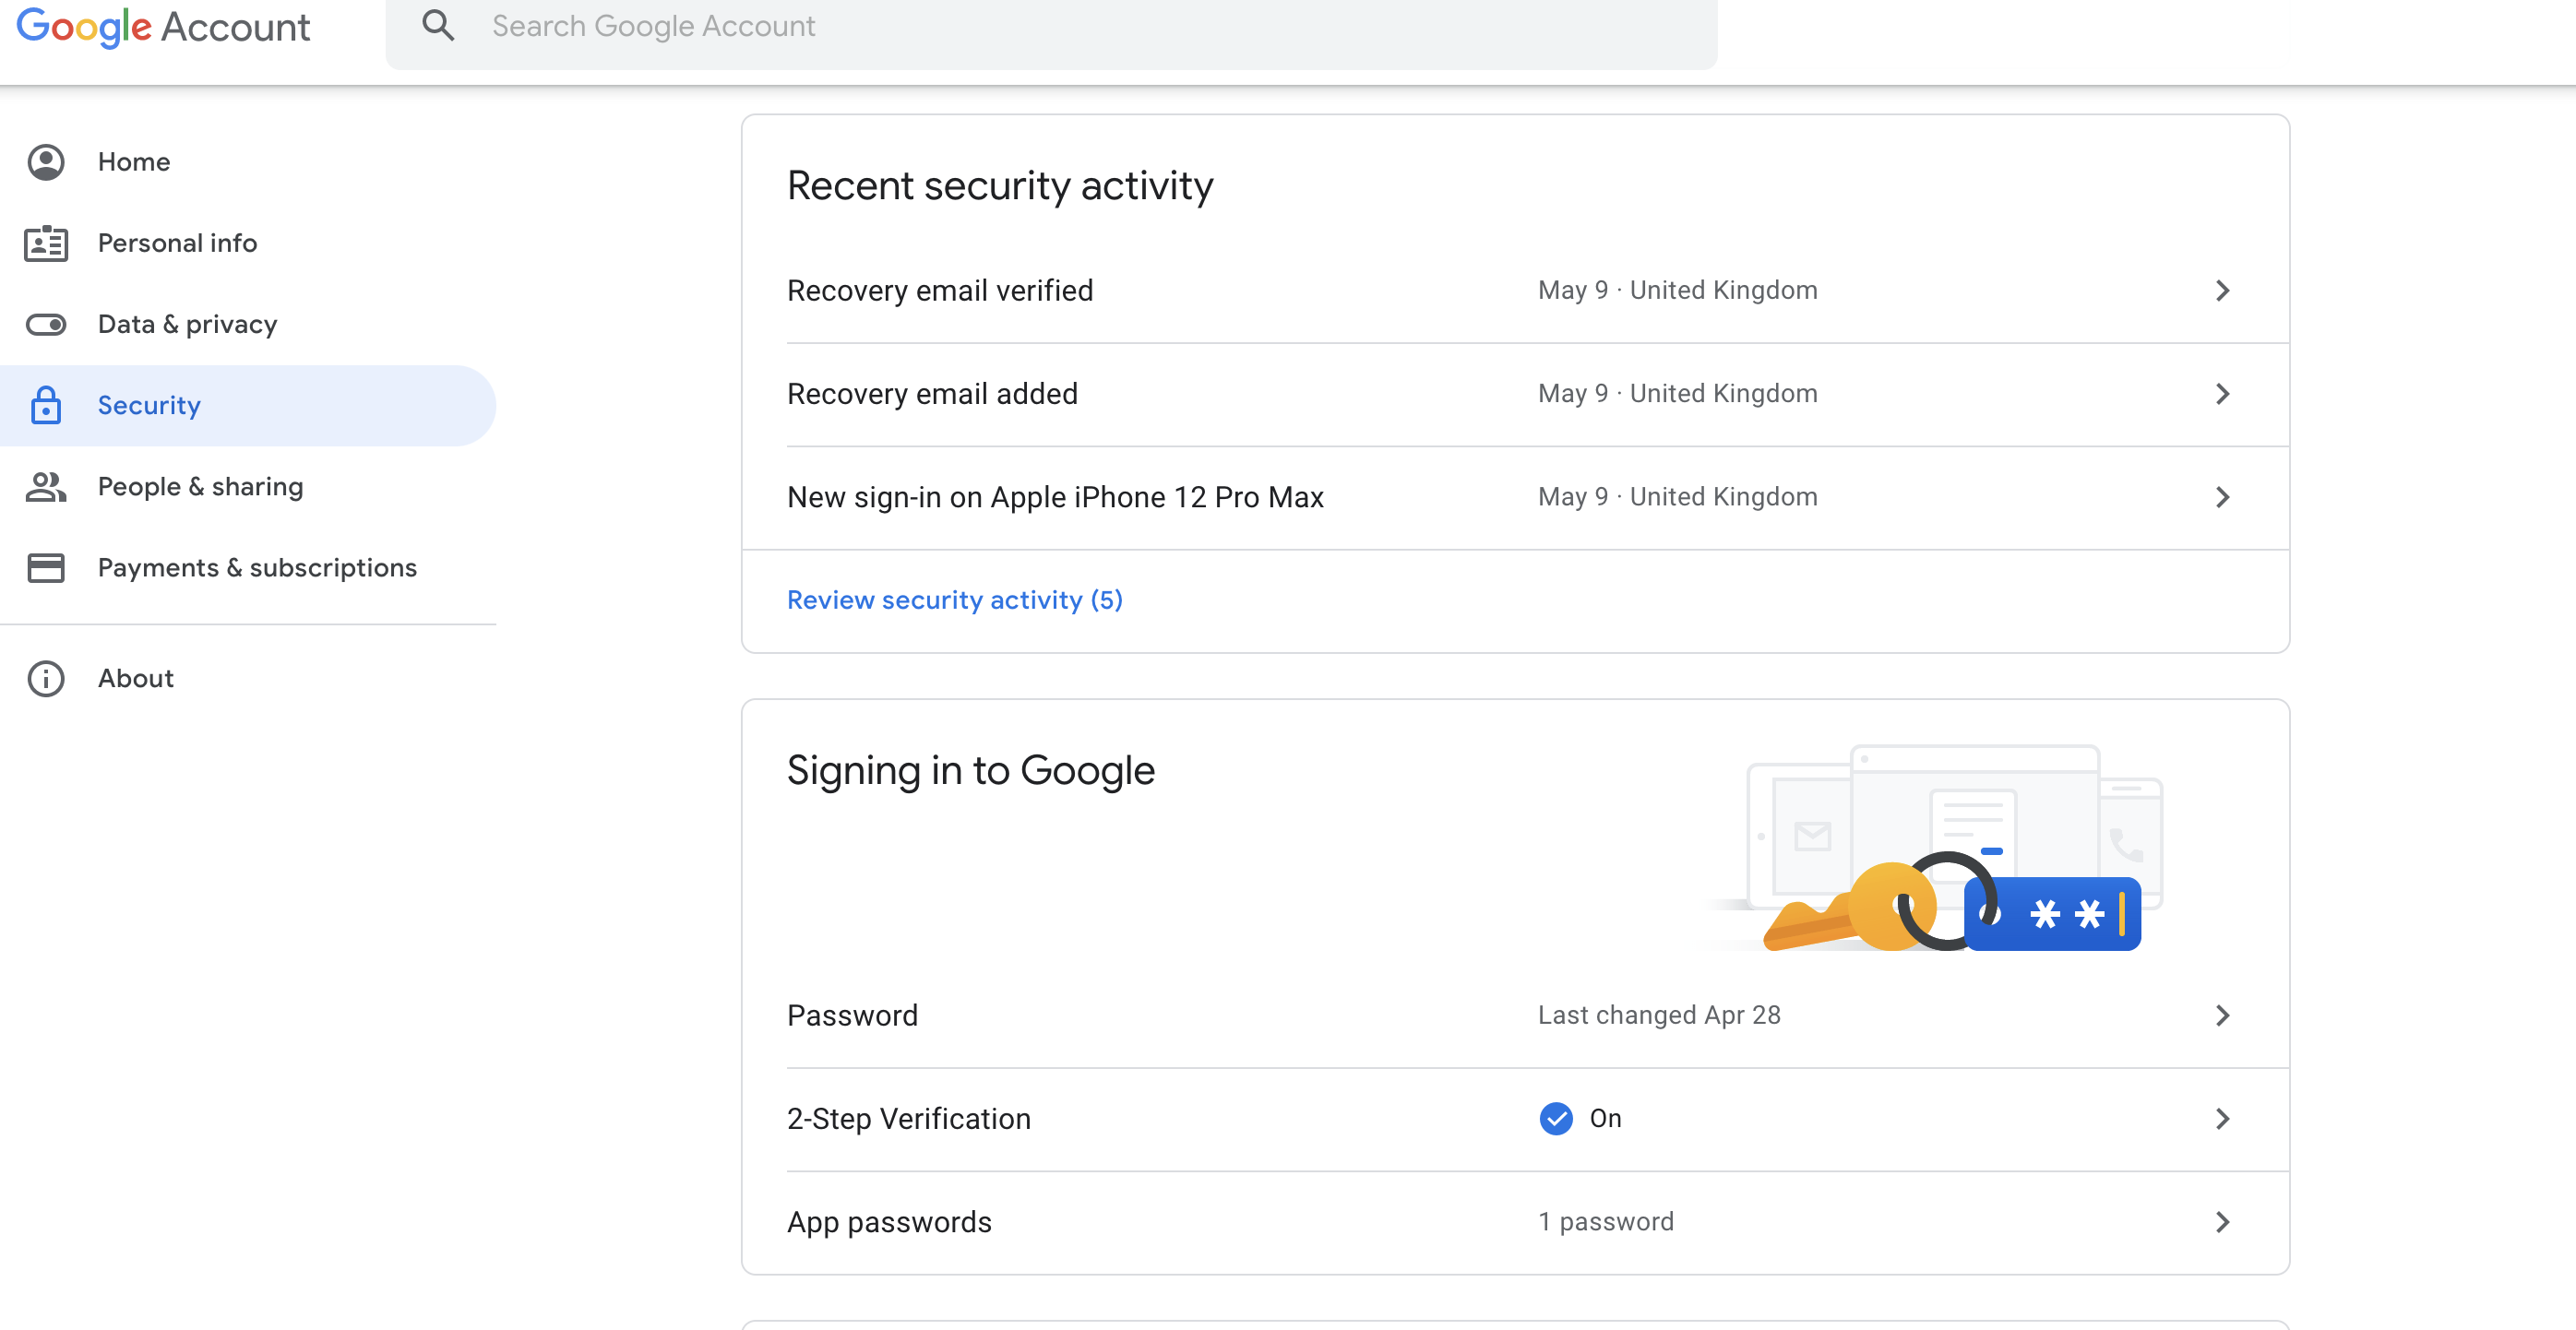 Google Account
Search Google Account
Home
Personal info
Data & privacy
Security
People & sharing
Payments & subscriptions
About
Recent security activity
Recovery email verified May 9 · United Kingdom
Recovery email added May 9 · United Kingdom
New sign-in on Apple iPhone 12 Pro Max May 9 · United Kingdom
Review security activity (5)
Signing in to Google
Password Last changed Apr 28
2-Step Verification On
App passwords 1 password